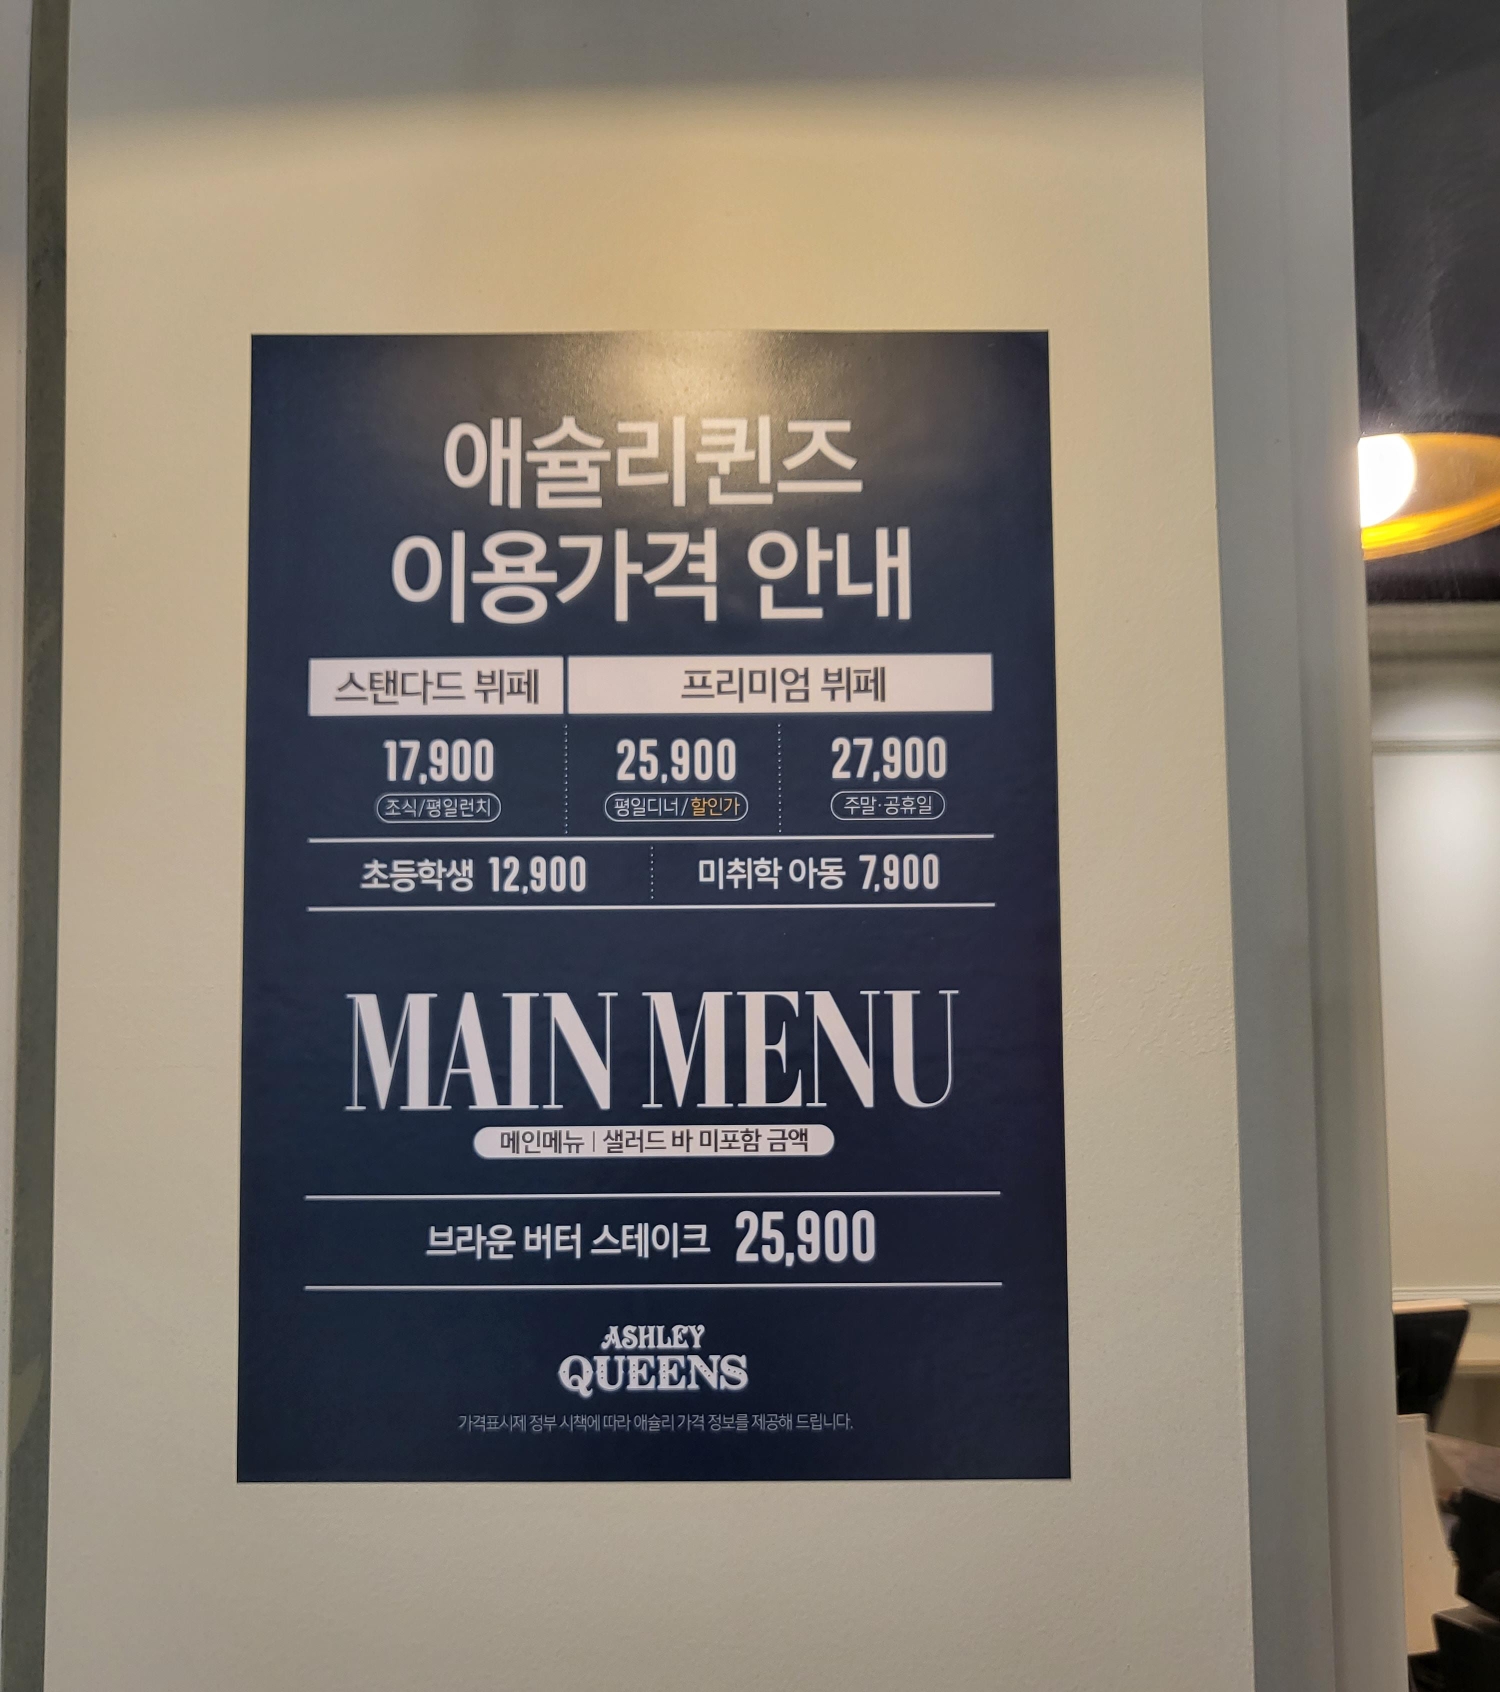 애슐리퀸즈
이용가격 안내
스탠다드 뷔페 프리미엄 뷔페
17,900 25,900 27,900
조식/평일런치 평일디너/할인가 주말·공휴일
초등학생 12,900 미취학 아동 7,900
MAIN MENU
메인메뉴 | 샐러드 바 미포함 금액
브라운 버터 스테이크 25,900
ASHLEY
QUEENS
가격표시제 정부 시책에 따라 애슐리 가격 정보를 제공해 드립니다.